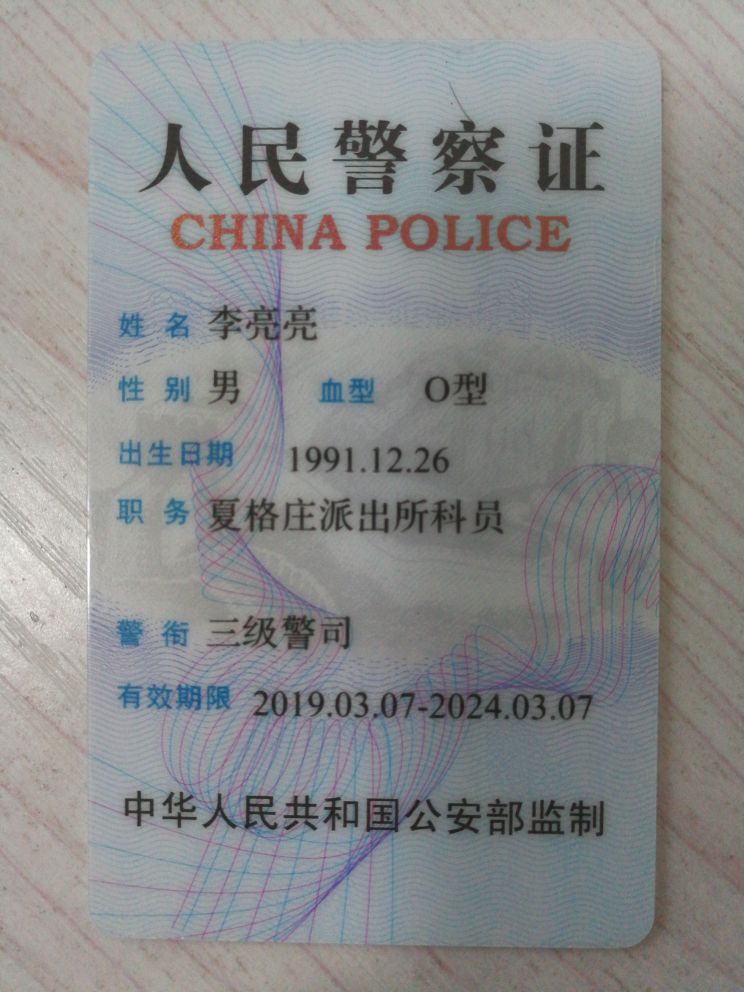 人民警察证
CHINA POLICE
姓名 李亮亮
性别 男 血型 O型
出生日期 1991.12.26
职务 夏格庄派出所科员
警衔 三级警司
有效期限 2019.03.07-2024.03.07
中华人民共和国公安部监制